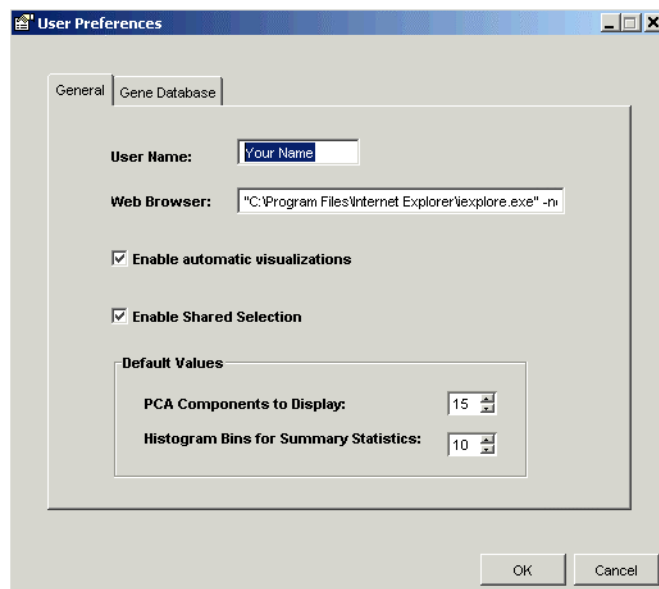 User Preferences
General Gene Database
User Name: Your Name
Web Browser: "C:\Program Files\Internet Explorer\iexplore.exe" -n
Enable automatic visualizations
Enable Shared Selection
Default Values
PCA Components to Display: 15
Histogram Bins for Summary Statistics: 10
OK Cancel